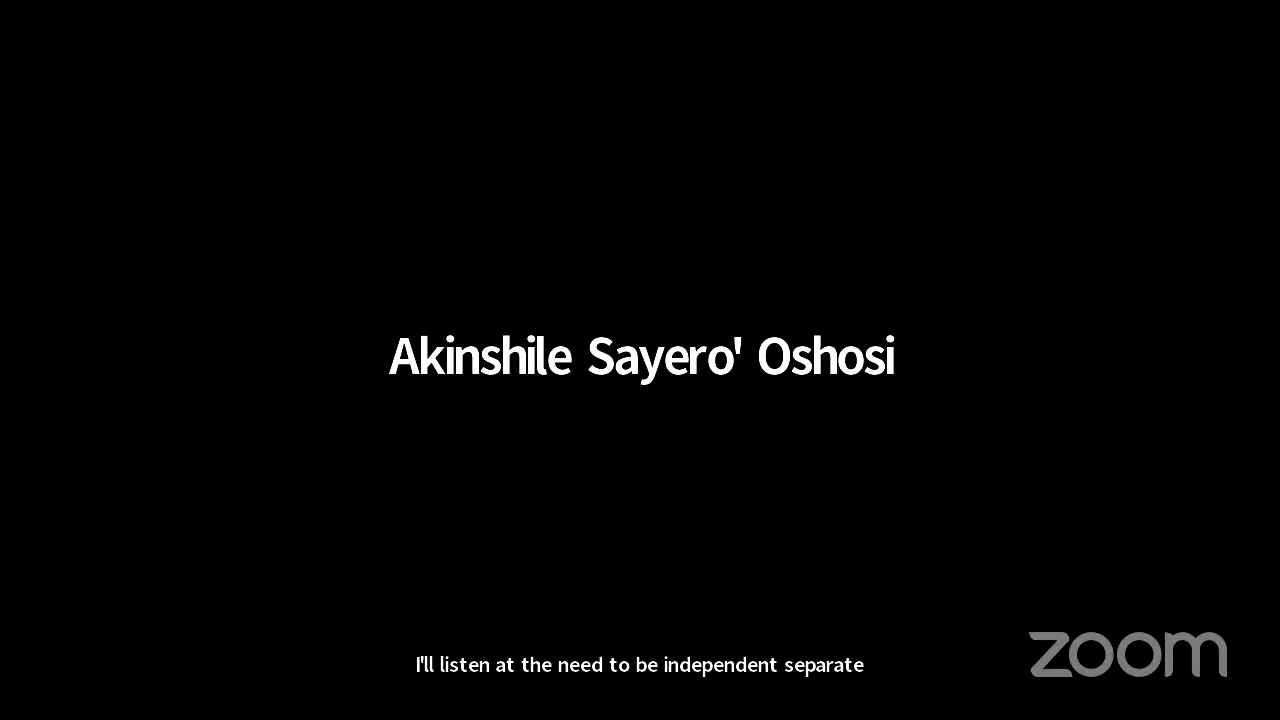 Akinshile Sayero' Oshosi
I'll listen at the need to be independent separate
zoom